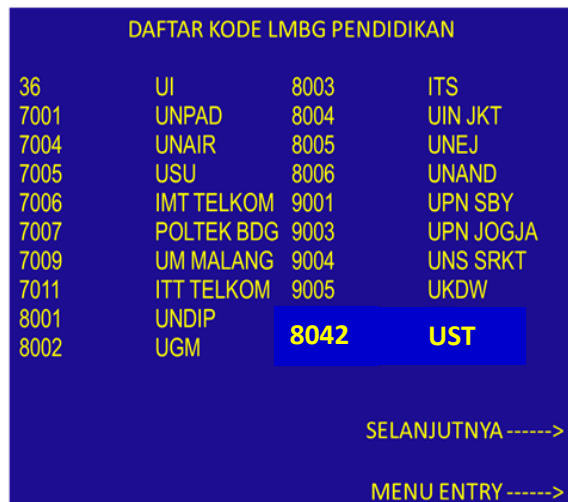 DAFTAR KODE LMBG PENDIDIKAN
36 UI 8003 ITS
7001 UNPAD 8004 UIN JKT
7004 UNAIR 8005 UNEJ
7005 USU 8006 UNAND
7006 IMT TELKOM 9001 UPN SBY
7007 POLTEK BDG 9003 UPN JOGJA
7009 UM MALANG 9004 UNS SRKT
7011 ITT TELKOM 9005 UKDW
8001 UNDIP 8042 UST
8002 UGM
SELANJUTNYA ------>
MENU ENTRY ------>